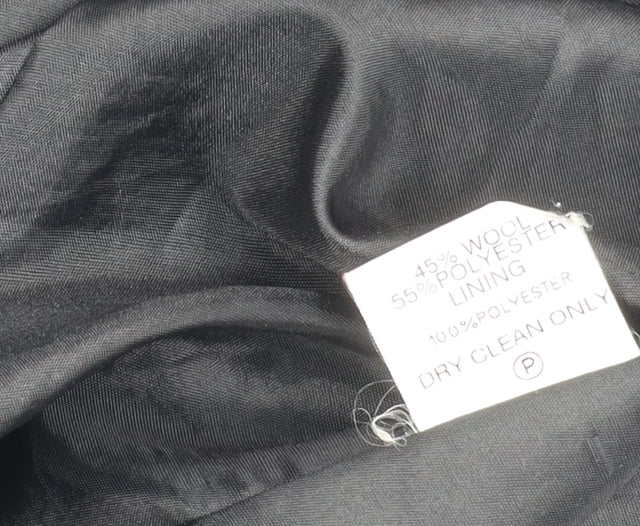 45% WOOL
55% POLYESTER
LINING
100% POLYESTER
DRY CLEAN ONLY
P